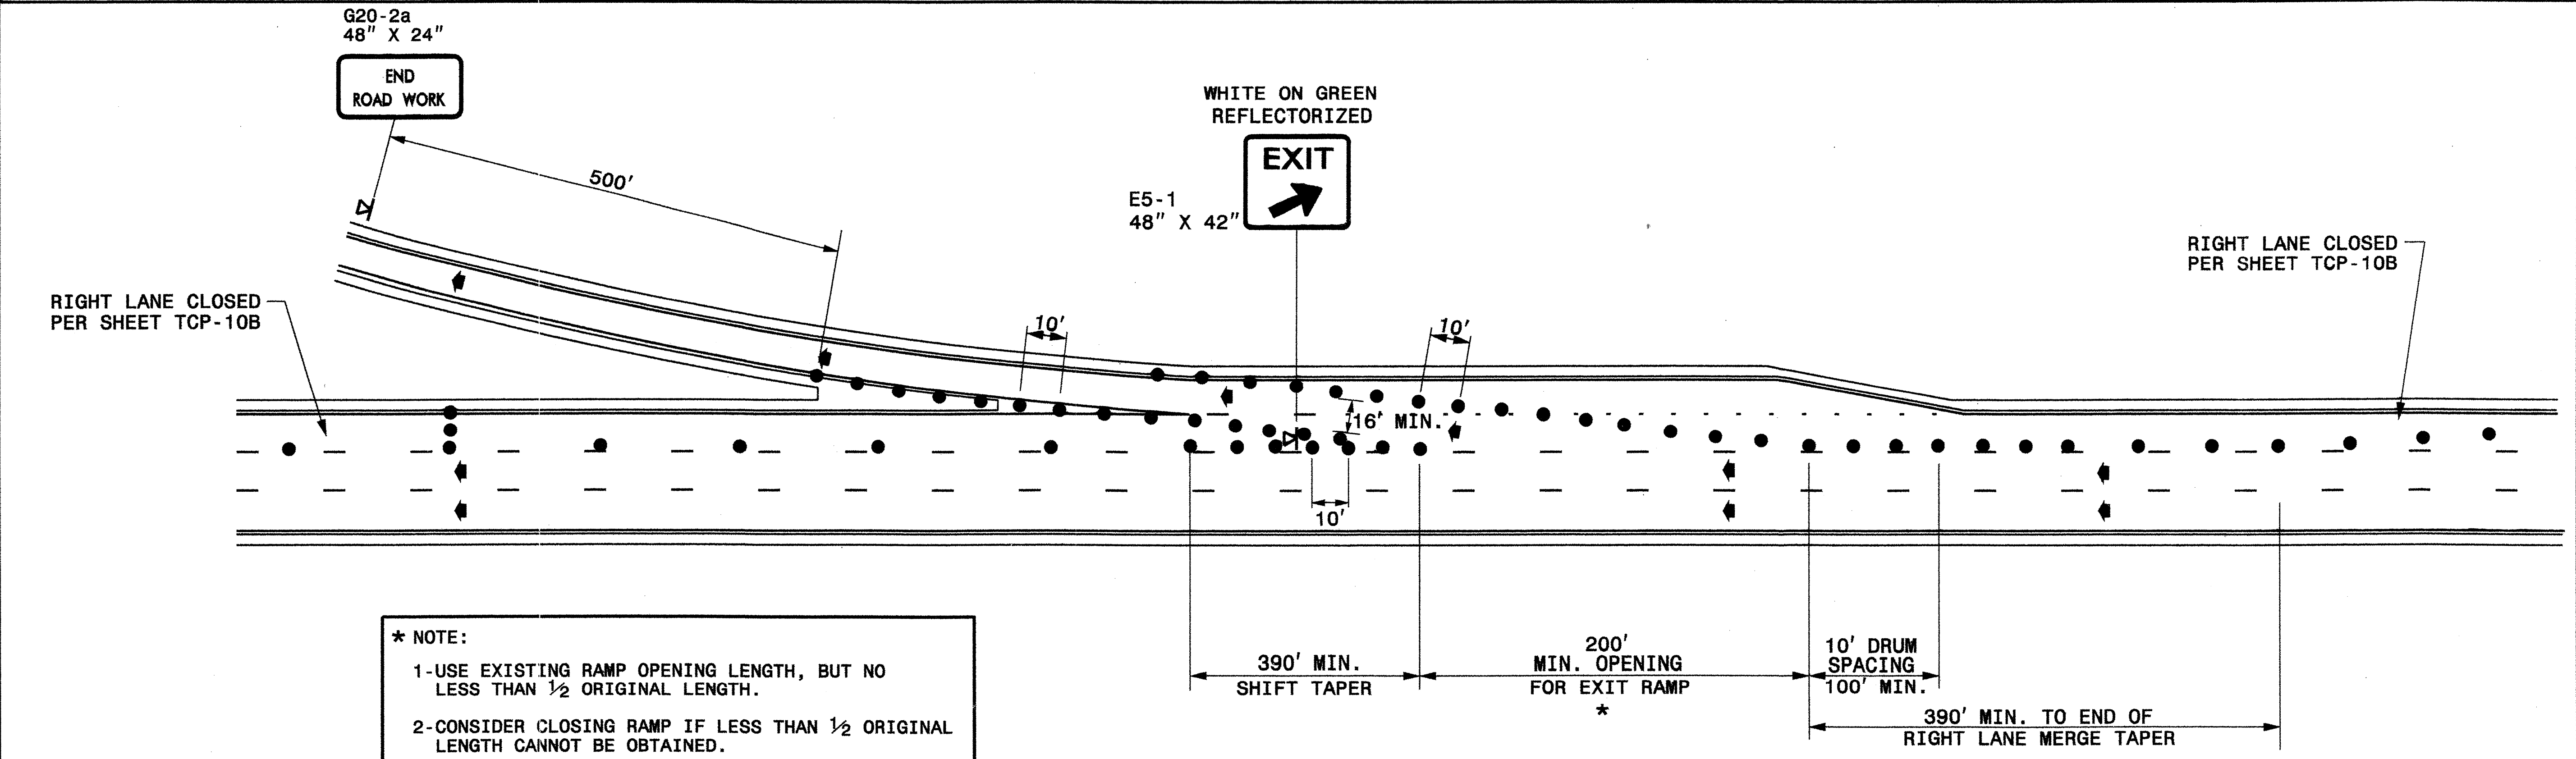 G20-2a
48" X 24"
END
ROAD WORK
500'
WHITE ON GREEN
REFLECTORIZED
EXIT
E5-1
48" X 42"
RIGHT LANE CLOSED
PER SHEET TCP-10B
RIGHT LANE CLOSED
PER SHEET TCP-10B
10'
10'
16' MIN.
10'
390' MIN.
SHIFT TAPER
200'
MIN. OPENING
FOR EXIT RAMP
*
10' DRUM
SPACING
100' MIN.
390' MIN. TO END OF
RIGHT LANE MERGE TAPER
* NOTE:
1-USE EXISTING RAMP OPENING LENGTH, BUT NO
LESS THAN ½ ORIGINAL LENGTH.
2-CONSIDER CLOSING RAMP IF LESS THAN ½ ORIGINAL
LENGTH CANNOT BE OBTAINED.